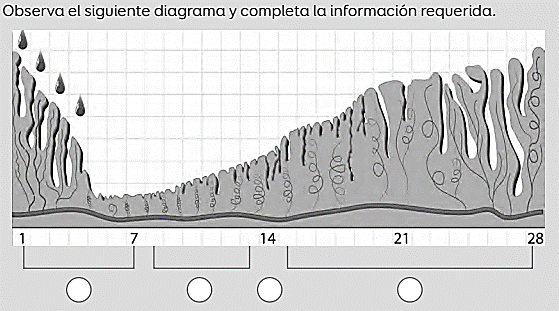 Observa el siguiente diagrama y completa la información requerida.
1 7 14 21 28